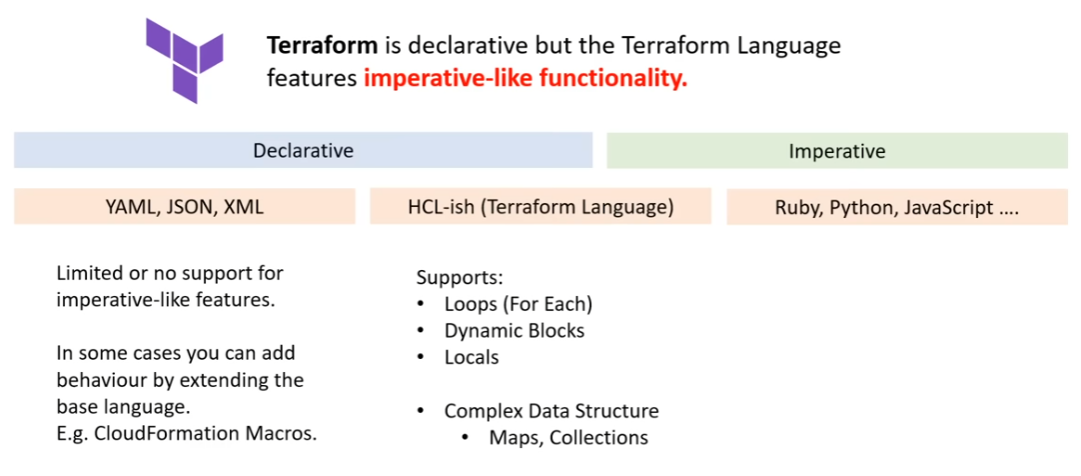 Terraform is declarative but the Terraform Language
features imperative-like functionality.
Declarative
Imperative
YAML, JSON, XML
HCL-ish (Terraform Language)
Ruby, Python, JavaScript ....
Limited or no support for
imperative-like features.
In some cases you can add
behaviour by extending the
base language.
E.g. CloudFormation Macros.
Supports:
• Loops (For Each)
• Dynamic Blocks
• Locals
• Complex Data Structure
• Maps, Collections